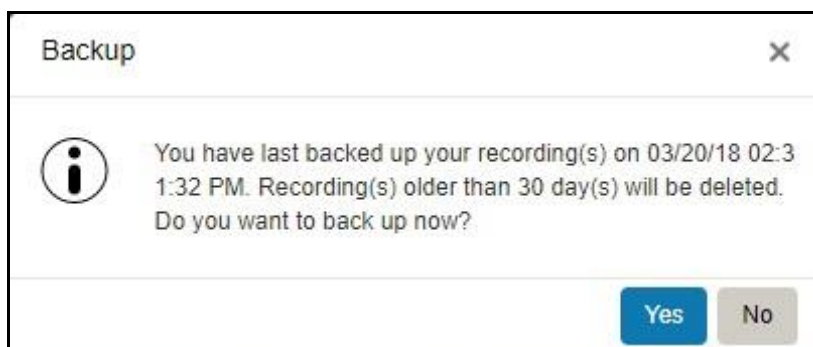 Backup
You have last backed up your recording(s) on 03/20/18 02:3
1:32 PM. Recording(s) older than 30 day(s) will be deleted.
Do you want to back up now?
Yes No